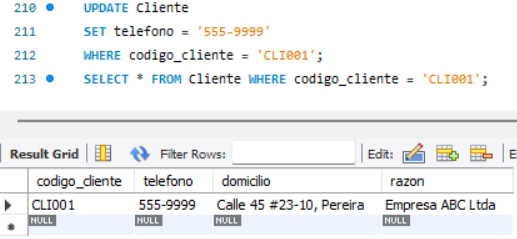 210 UPDATE Cliente
211 SET telefono = '555-9999'
212 WHERE codigo_cliente = 'CLI001';
213 SELECT * FROM Cliente WHERE codigo_cliente = 'CLI001';
Result Grid Filter Rows: Edit: E
codigo_cliente telefono domicilio razon
CLI001 555-9999 Calle 45 #23-10, Pereira Empresa ABC Ltda
NULL NULL NULL NULL